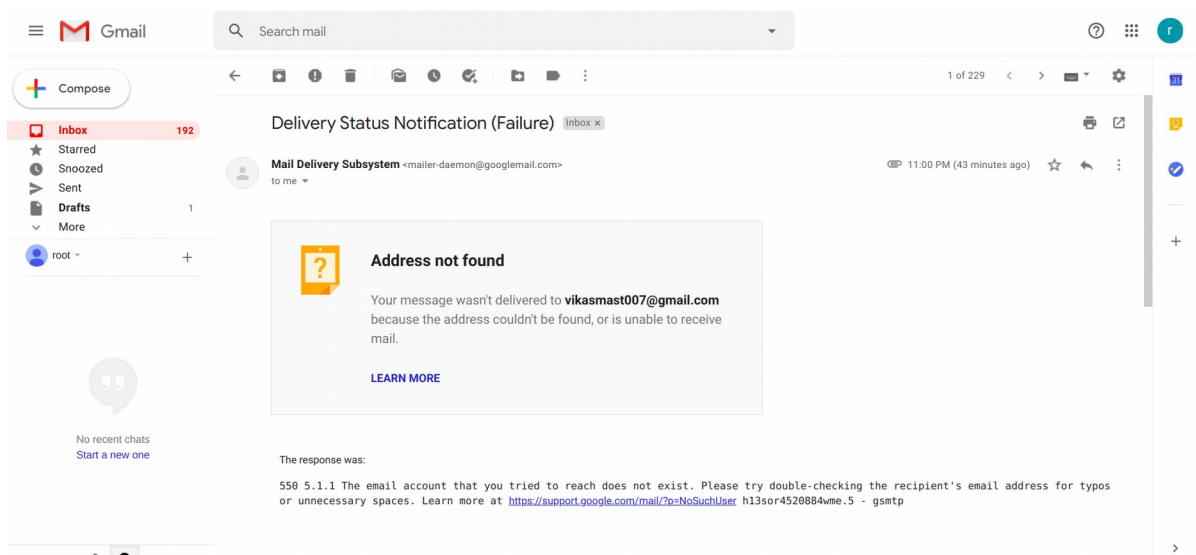 Gmail
Search mail
r
Compose
1 of 229
31
Inbox 192
Starred
Snoozed
Sent
Drafts 1
More
root
Delivery Status Notification (Failure) Inbox x
Mail Delivery Subsystem <mailer-daemon@googlemail.com>
11:00 PM (43 minutes ago)
to me
Address not found
Your message wasn't delivered to vikasmast007@gmail.com
because the address couldn't be found, or is unable to receive
mail.
LEARN MORE
No recent chats
Start a new one
The response was:
550 5.1.1 The email account that you tried to reach does not exist. Please try double-checking the recipient's email address for typos
or unnecessary spaces. Learn more at https://support.google.com/mail/?p=NoSuchUser h13sor4520884wme.5 - gsmtp